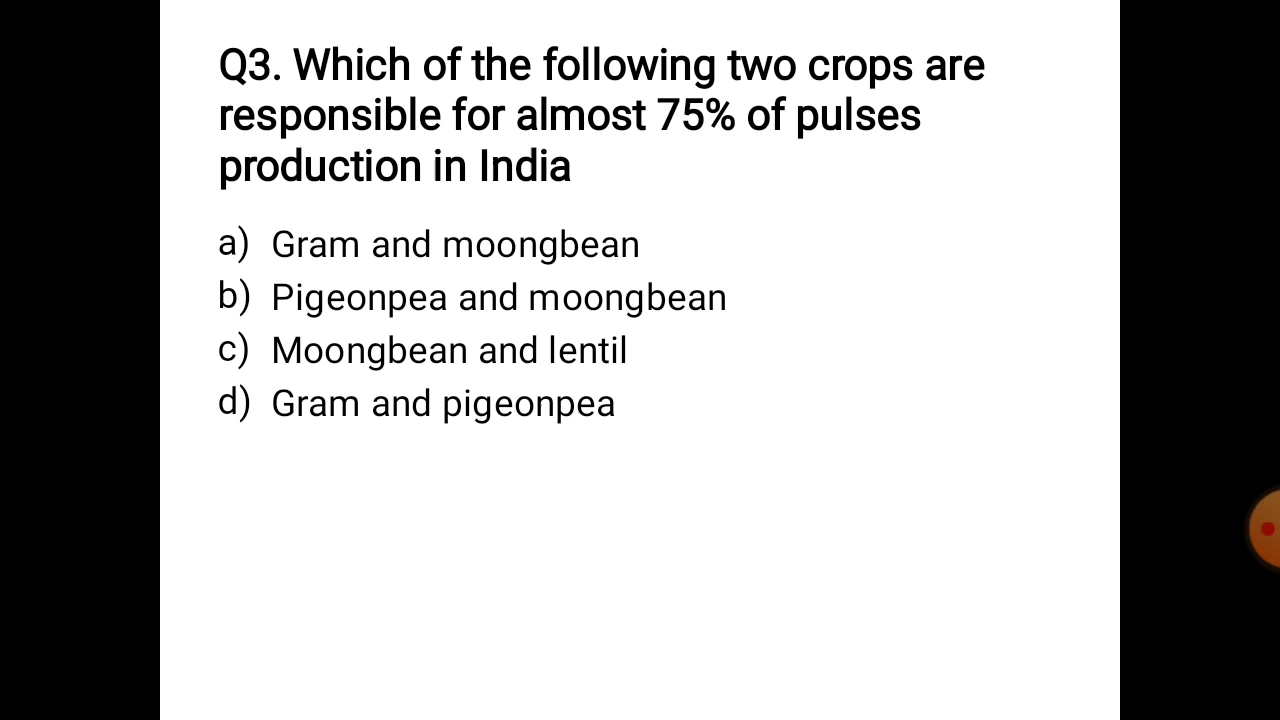 Q3. Which of the following two crops are
responsible for almost 75% of pulses
production in India
a) Gram and moongbean
b) Pigeonpea and moongbean
c) Moongbean and lentil
d) Gram and pigeonpea